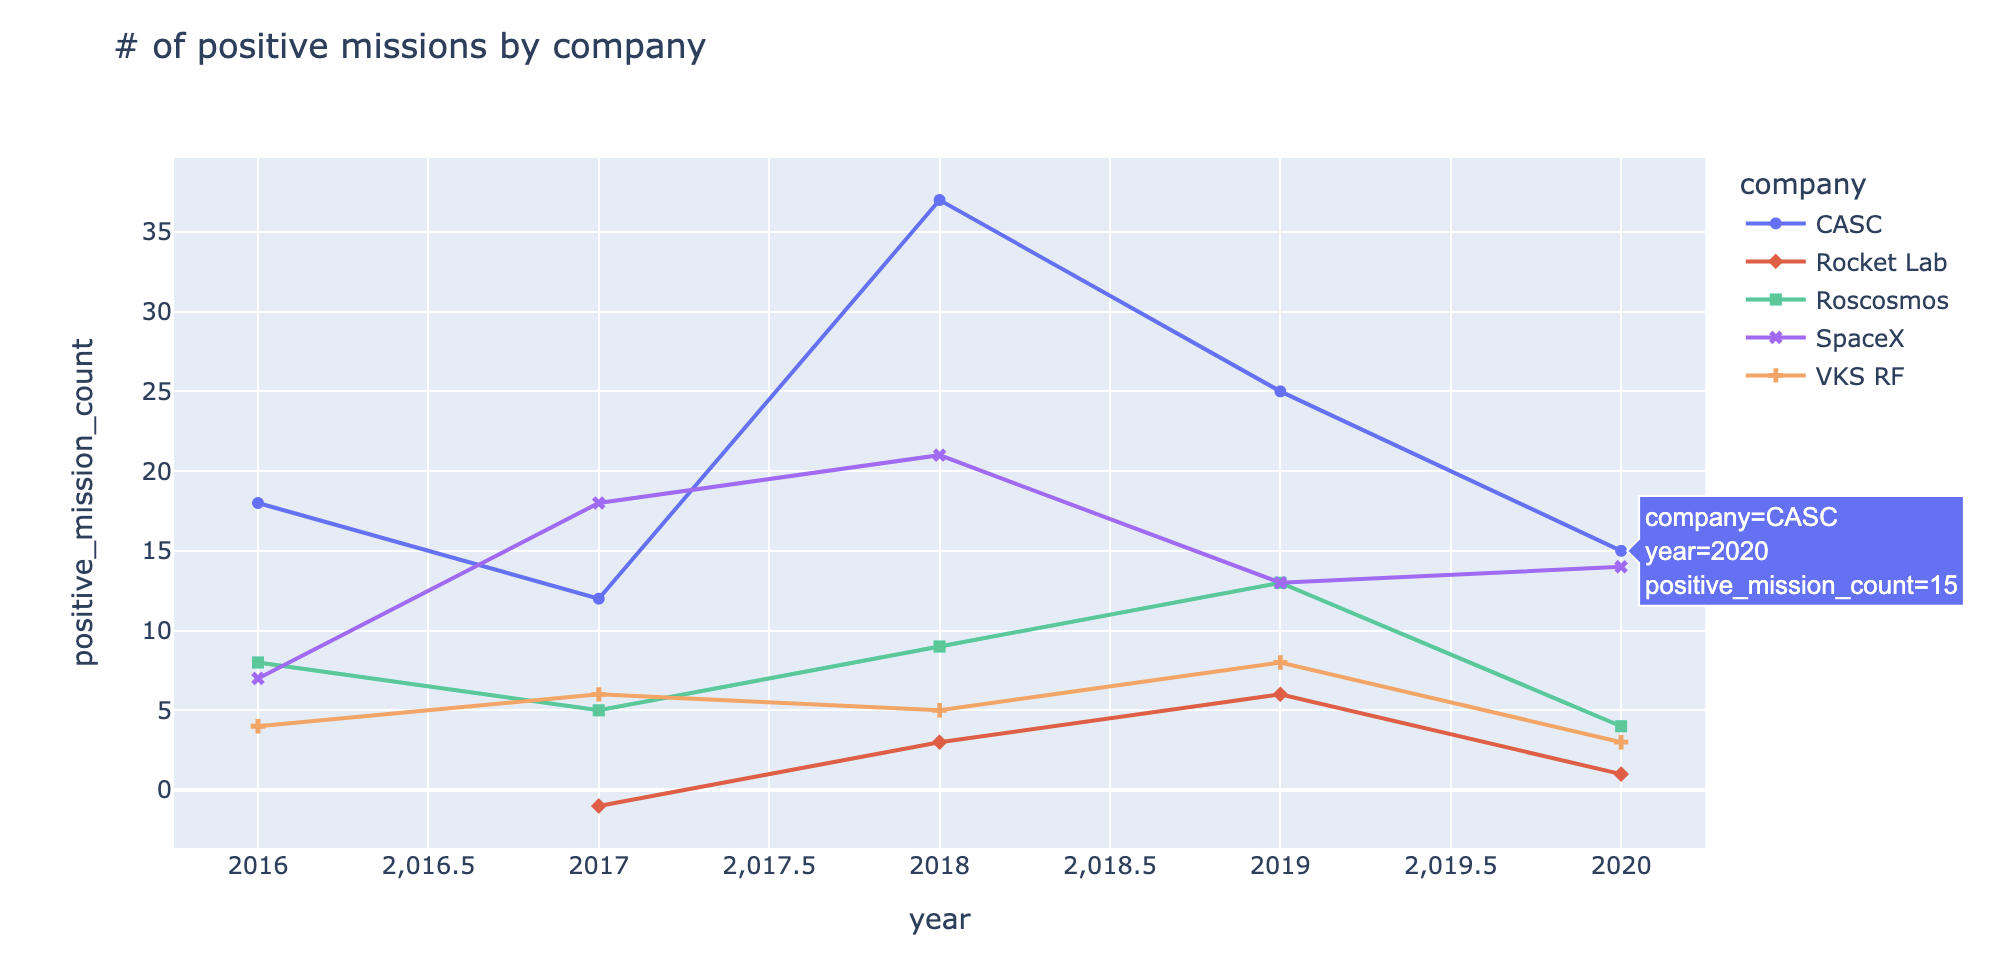 # of positive missions by company
positive_mission_count
35
30
25
20
15
10
5
0
2016
2,016.5
2017
2,017.5
2018
2,018.5
2019
2,019.5
2020
year
company
CASC
Rocket Lab
Roscosmos
SpaceX
VKS RF
company=CASC
year=2020
positive_mission_count=15